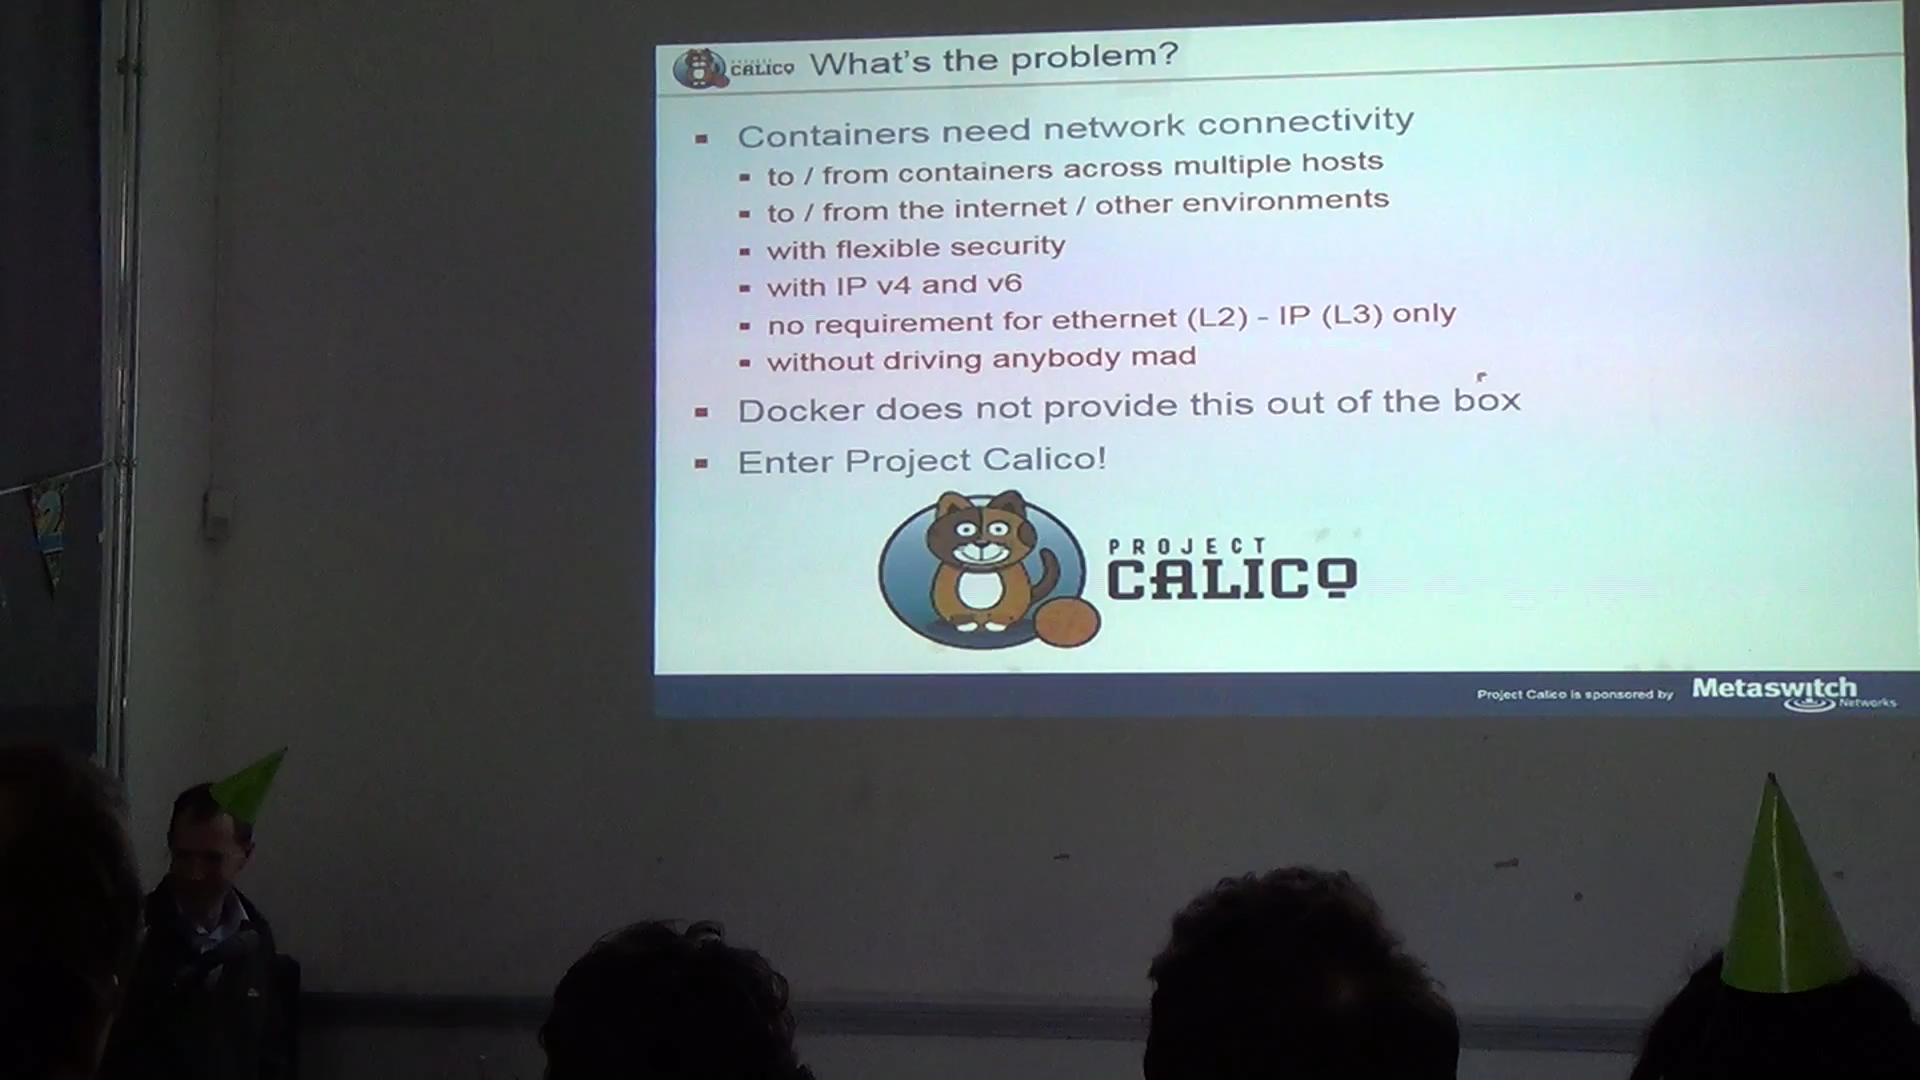 CALICO What's the problem?
Containers need network connectivity
to / from containers across multiple hosts
to / from the internet / other environments
with flexible security
with IP v4 and v6
no requirement for ethernet (L2) - IP (L3) only
without driving anybody mad
Docker does not provide this out of the box
Enter Project Calico!
PROJECT
CALICO
Project Calico is sponsored by Metaswitch
Networks
2